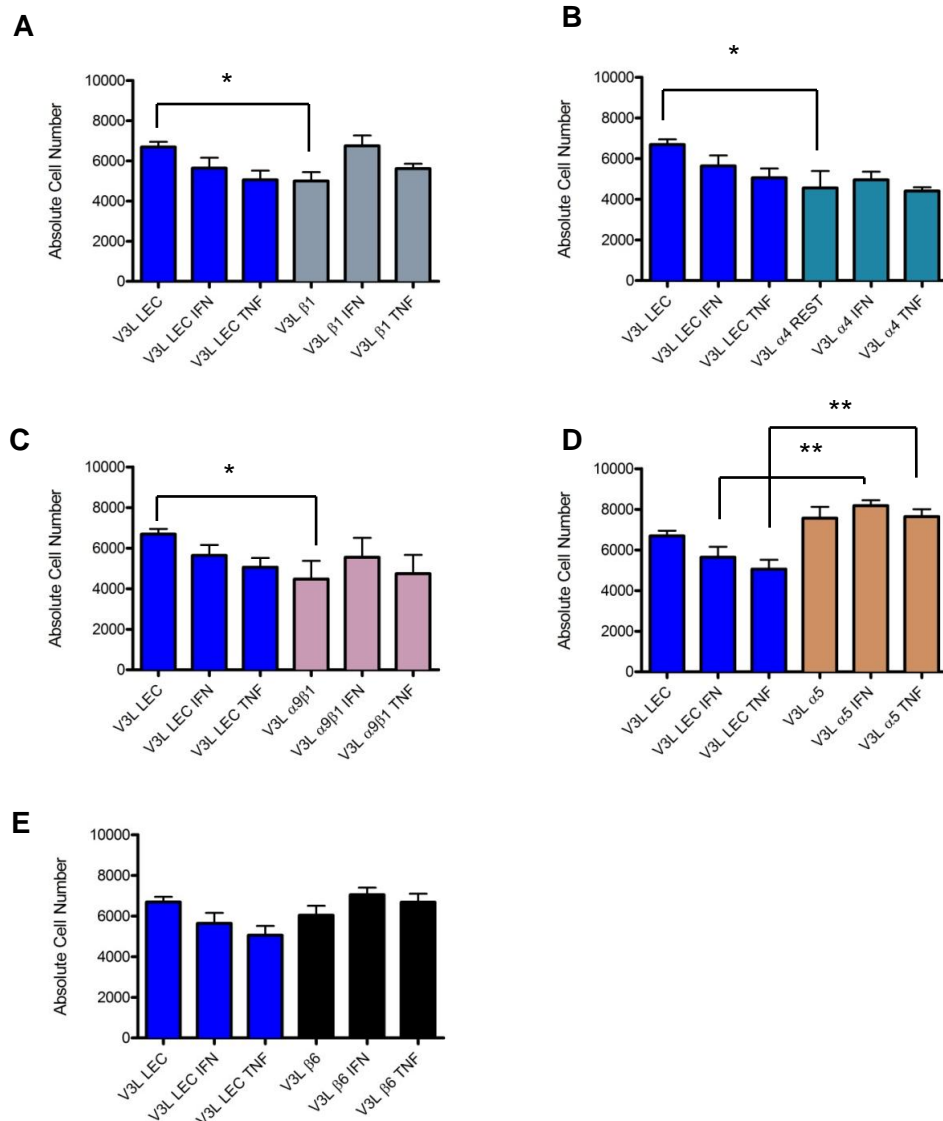 A
*
10000
8000
6000
4000
2000
0
Absolute Cell Number
V3L LEC
V3L LEC IFN
V3L LEC TNF
V3L β1
V3L β1 IFN
V3L β1 TNF
B
*
10000
8000
6000
4000
2000
0
Absolute Cell Number
V3L LEC
V3L LEC IFN
V3L LEC TNF
V3L α4 REST
V3L α4 IFN
V3L α4 TNF
C
*
10000
8000
6000
4000
2000
0
Absolute Cell Number
V3L LEC
V3L LEC IFN
V3L LEC TNF
V3L α9β1
V3L α9β1 IFN
V3L α9β1 TNF
D
**
**
10000
8000
6000
4000
2000
0
Absolute Cell Number
V3L LEC
V3L LEC IFN
V3L LEC TNF
V3L α5
V3L α5 IFN
V3L α5 TNF
E
10000
8000
6000
4000
2000
0
Absolute Cell Number
V3L LEC
V3L LEC IFN
V3L LEC TNF
V3L β6
V3L β6 IFN
V3L β6 TNF